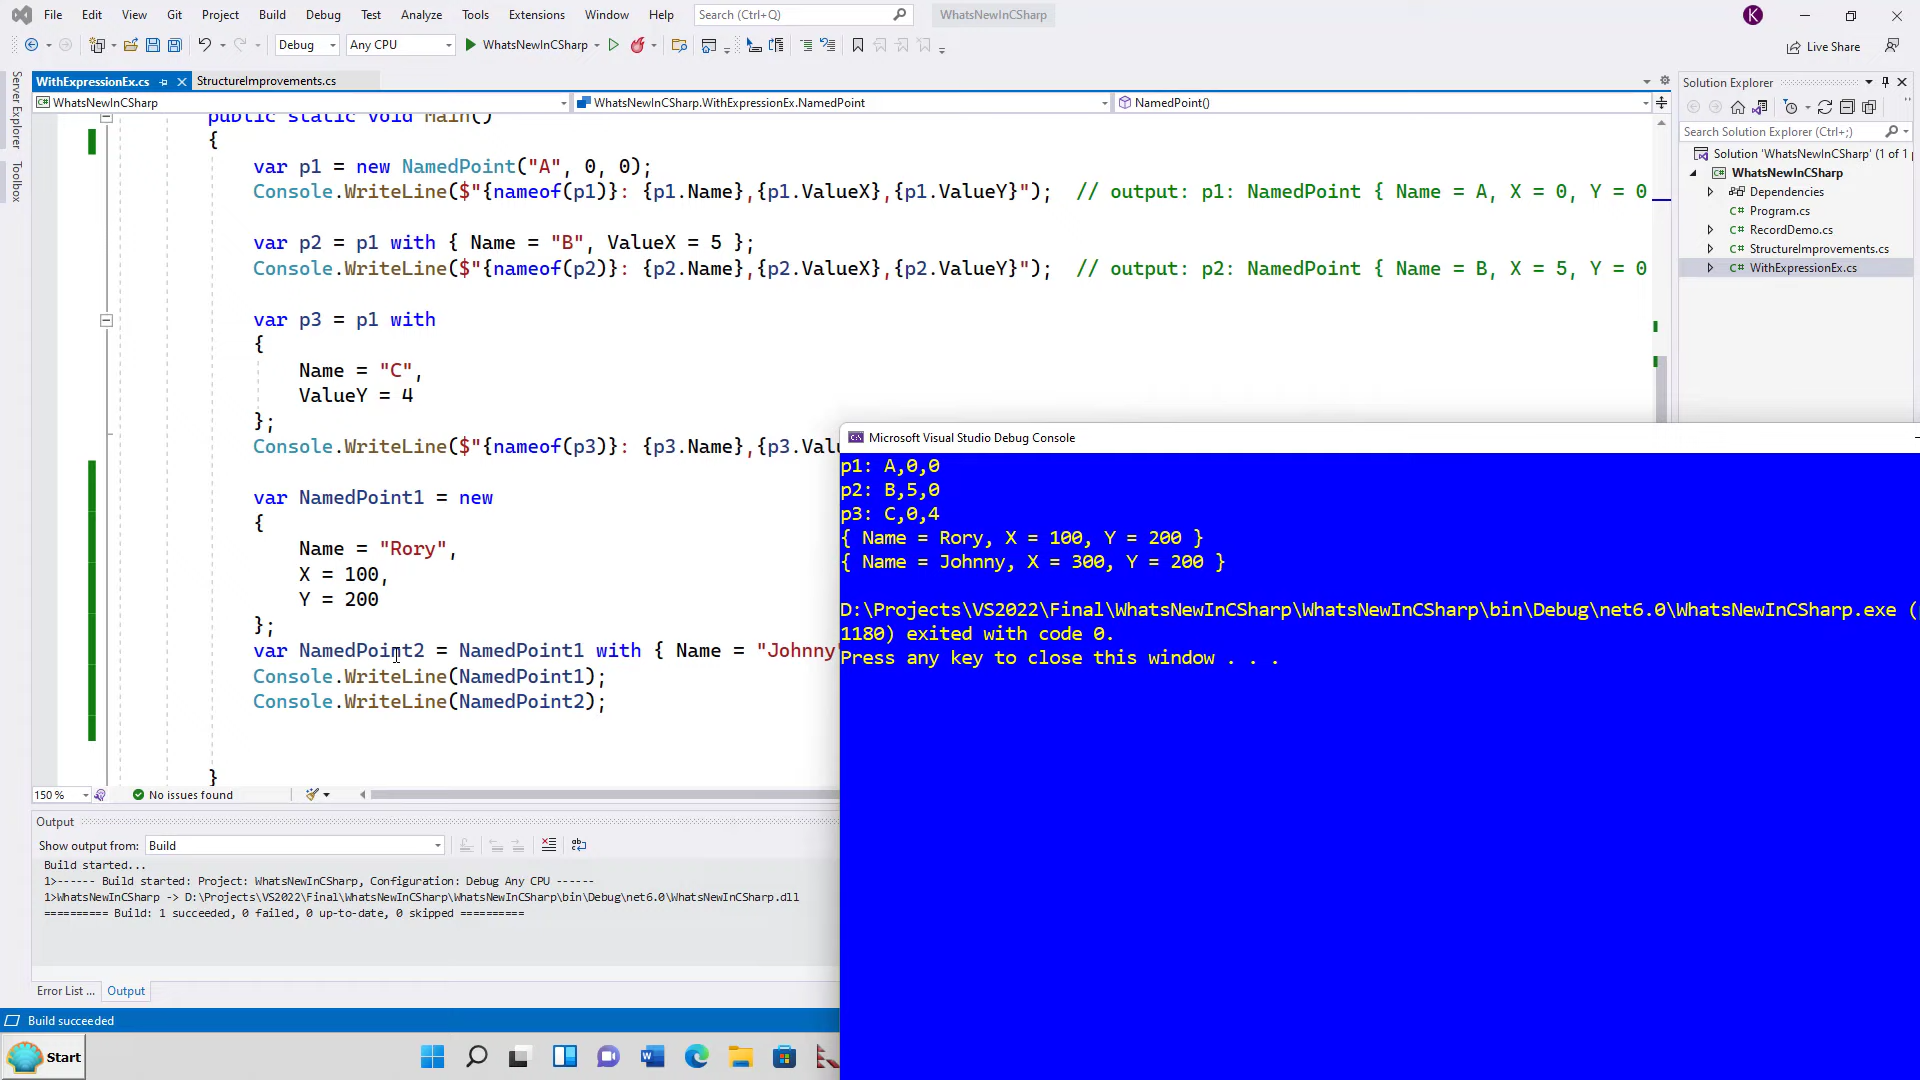 File Edit View Git Project Build Debug Test Analyze Tools Extensions Window Help Search (Ctrl+Q) WhatsNewInCSharp K
Debug Any CPU WhatsNewInCSharp Live Share
Server Explorer
Toolbox
WithExpressionEx.cs StructureImprovements.cs
WhatsNewInCSharp WhatsNewInCSharp.WithExpressionEx.NamedPoint NamedPoint()
public static void Main()
{
var p1 = new NamedPoint("A", 0, 0);
Console.WriteLine($"{nameof(p1)}: {p1.Name},{p1.ValueX},{p1.ValueY}"); // output: p1: NamedPoint { Name = A, X = 0, Y = 0
var p2 = p1 with { Name = "B", ValueX = 5 };
Console.WriteLine($"{nameof(p2)}: {p2.Name},{p2.ValueX},{p2.ValueY}"); // output: p2: NamedPoint { Name = B, X = 5, Y = 0
var p3 = p1 with
{
Name = "C",
ValueY = 4
};
Console.WriteLine($"{nameof(p3)}: {p3.Name},{p3.Valu
var NamedPoint1 = new
{
Name = "Rory",
X = 100,
Y = 200
};
var NamedPoint2 = NamedPoint1 with { Name = "Johnny"
Console.WriteLine(NamedPoint1);
Console.WriteLine(NamedPoint2);
}
150 % No issues found
Output
Show output from: Build
Build started...
1>------ Build started: Project: WhatsNewInCSharp, Configuration: Debug Any CPU ------
1>WhatsNewInCSharp -> D:\Projects\VS2022\Final\WhatsNewInCSharp\WhatsNewInCSharp\bin\Debug\net6.0\WhatsNewInCSharp.dll
========== Build: 1 succeeded, 0 failed, 0 up-to-date, 0 skipped ==========
Error List ... Output
Build succeeded
Start
Solution Explorer
Search Solution Explorer (Ctrl+;)
Solution 'WhatsNewInCSharp' (1 of 1
WhatsNewInCSharp
Dependencies
C# Program.cs
C# RecordDemo.cs
C# StructureImprovements.cs
C# WithExpressionEx.cs
Microsoft Visual Studio Debug Console
p1: A,0,0
p2: B,5,0
p3: C,0,4
{ Name = Rory, X = 100, Y = 200 }
{ Name = Johnny, X = 300, Y = 200 }
D:\Projects\VS2022\Final\WhatsNewInCSharp\WhatsNewInCSharp\bin\Debug\net6.0\WhatsNewInCSharp.exe (
1180) exited with code 0.
Press any key to close this window . . .